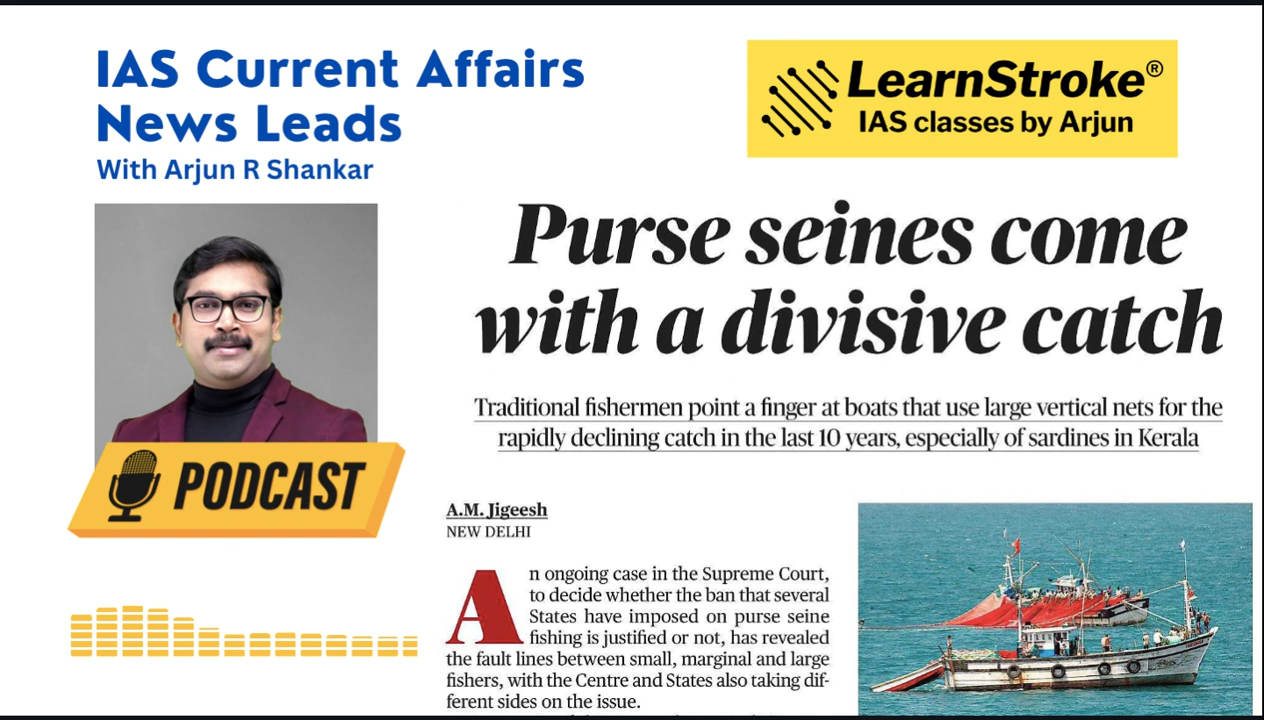 IAS Current Affairs
News Leads
With Arjun R Shankar
LearnStroke®
IAS classes by Arjun
PODCAST
Purse seines come
with a divisive catch
Traditional fishermen point a finger at boats that use large vertical nets for the
rapidly declining catch in the last 10 years, especially of sardines in Kerala
A.M. Jigeesh
NEW DELHI
An ongoing case in the Supreme Court,
to decide whether the ban that several
States have imposed on purse seine
fishing is justified or not, has revealed
the fault lines between small, marginal and large
fishers, with the Centre and States also taking dif-
ferent sides on the issue.